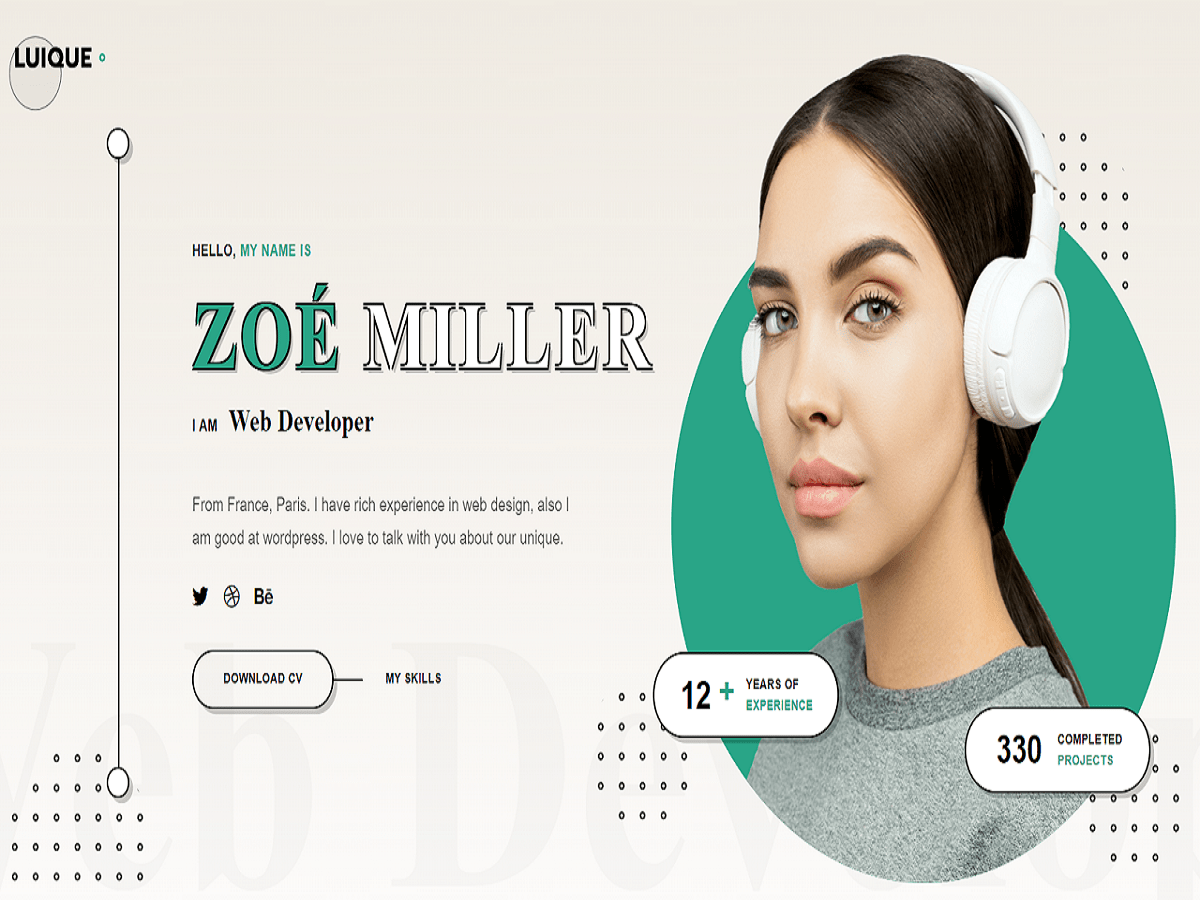 LUIQUE
HELLO, MY NAME IS
ZOÉ MILLER
I AM Web Developer
From France, Paris. I have rich experience in web design, also I
am good at wordpress. I love to talk with you about our unique.
Bē
DOWNLOAD CV
MY SKILLS
12 + YEARS OF
EXPERIENCE
330 COMPLETED
PROJECTS
Web Develop